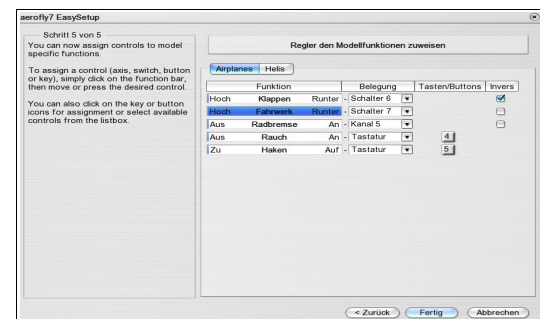 aerofly7 EasySetup
Schritt 5 von 5
You can now assign controls to model
specific functions.
To assign a control (axis, switch, button
or key), simply click on the function bar,
then move or press the desired control.
You can also click on the key or button
icons for assignment or select available
controls from the listbox.
Regler den Modellfunktionen zuweisen
Airplanes Helis
Funktion Belegung Tasten/Buttons Invers
Hoch Klappen Runter - Schalter 6
Hoch Fahrwerk Runter - Schalter 7
Aus Radbremse An - Kanal 5
Aus Rauch An - Tastatur 4
Zu Haken Auf - Tastatur 5
< Zurück Fertig Abbrechen